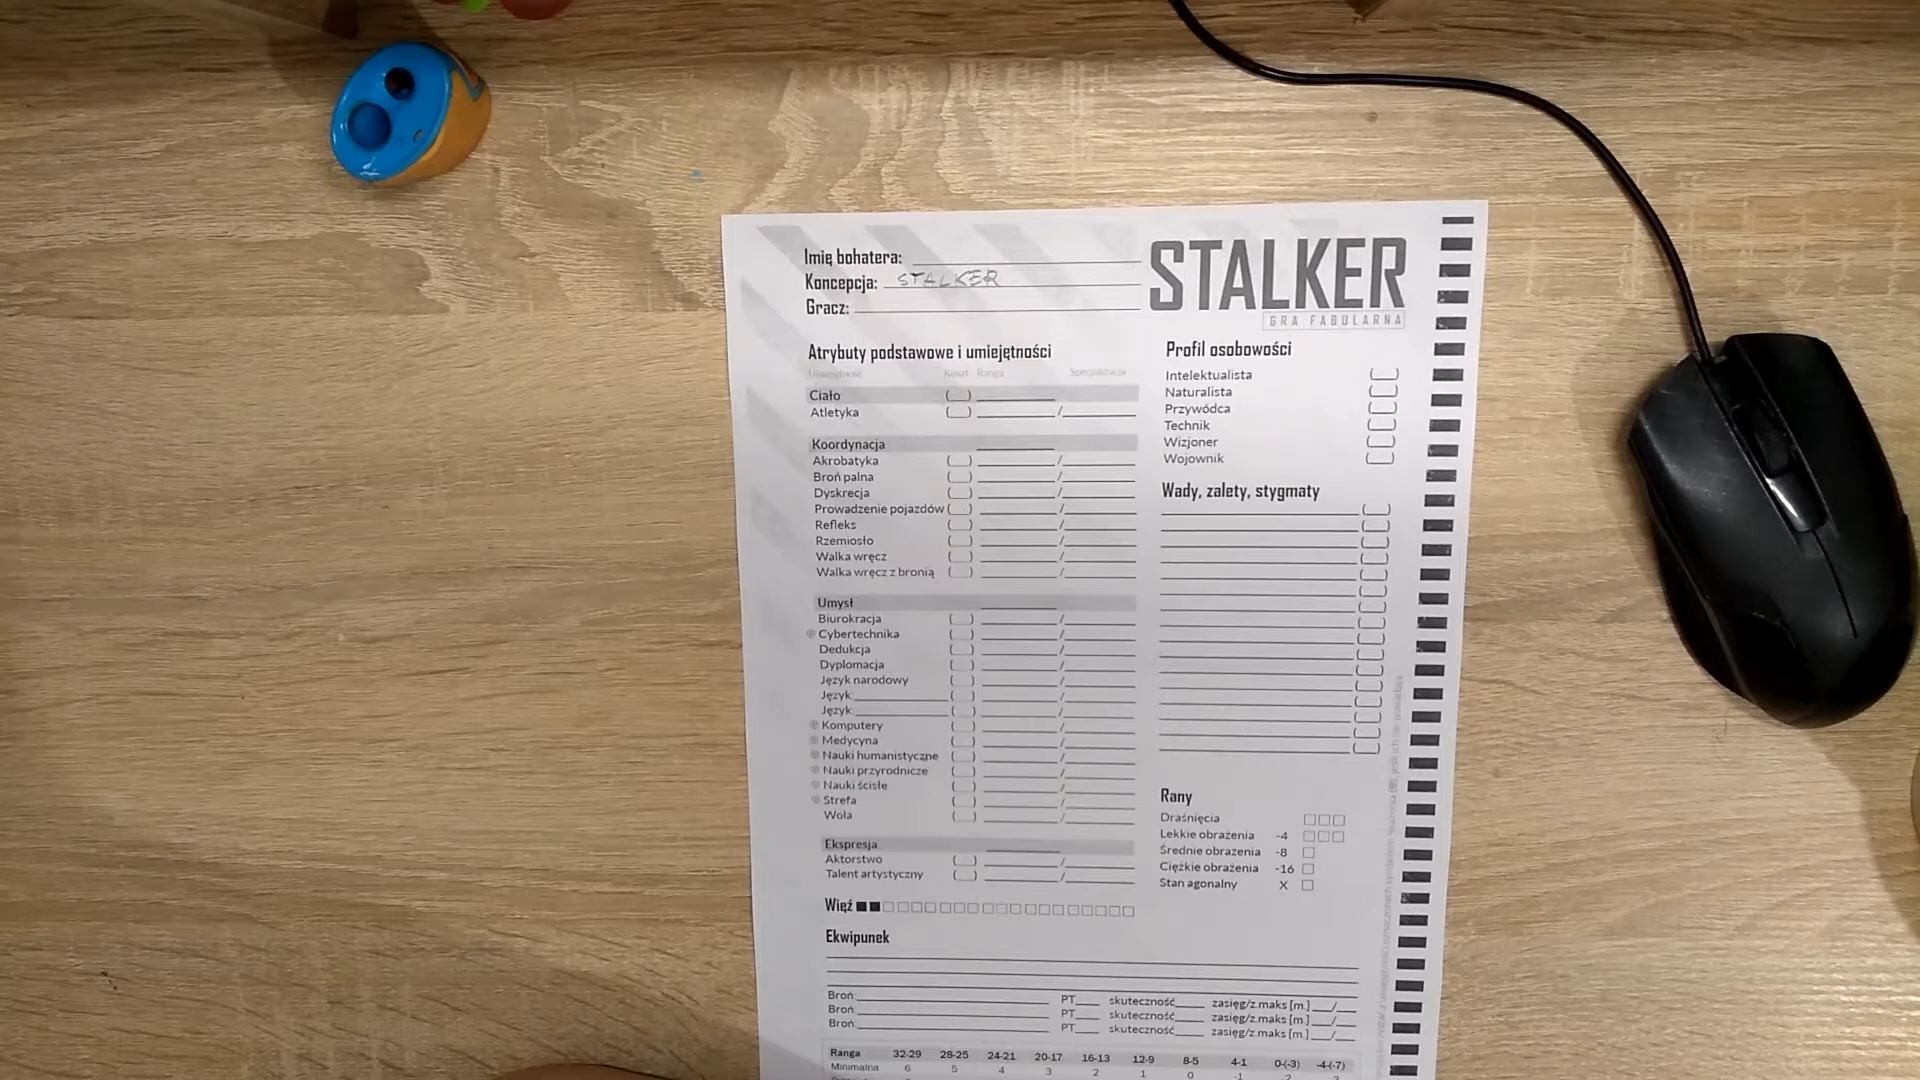 Imię bohatera:
Koncepcja: STALKER
Gracz:
STALKER
GRA FABULARNA
Atrybuty podstawowe i umiejętności
Umiejętność Koszt Ranga Specjalizacja
Ciało
Atletyka /
Koordynacja
Akrobatyka /
Broń palna /
Dyskrecja /
Prowadzenie pojazdów /
Refleks /
Rzemiosło /
Walka wręcz /
Walka wręcz z bronią /
Umysł
Biurokracja /
Cybertechnika /
Dedukcja /
Dyplomacja /
Język narodowy /
Język: /
Język: /
Komputery /
Medycyna /
Nauki humanistyczne /
Nauki przyrodnicze /
Nauki ścisłe /
Strefa /
Wola /
Ekspresja
Aktorstwo /
Talent artystyczny /
Więź
Profil osobowości
Intelektualista
Naturalista
Przywódca
Technik
Wizjoner
Wojownik
Wady, zalety, stygmaty
Rany
Draśnięcia
Lekkie obrażenia -4
Średnie obrażenia -8
Ciężkie obrażenia -16
Stan agonalny X
Ekwipunek
Broń: PT skuteczność zasięg/z.maks [m.] /
Broń: PT skuteczność zasięg/z.maks [m.] /
Broń: PT skuteczność zasięg/z.maks [m.] /
Ranga 32-29 28-25 24-21 20-17 16-13 12-9 8-5 4-1 0-(-3) -4-(-7)
Minimalna 6 5 4 3 2 1 0 -1